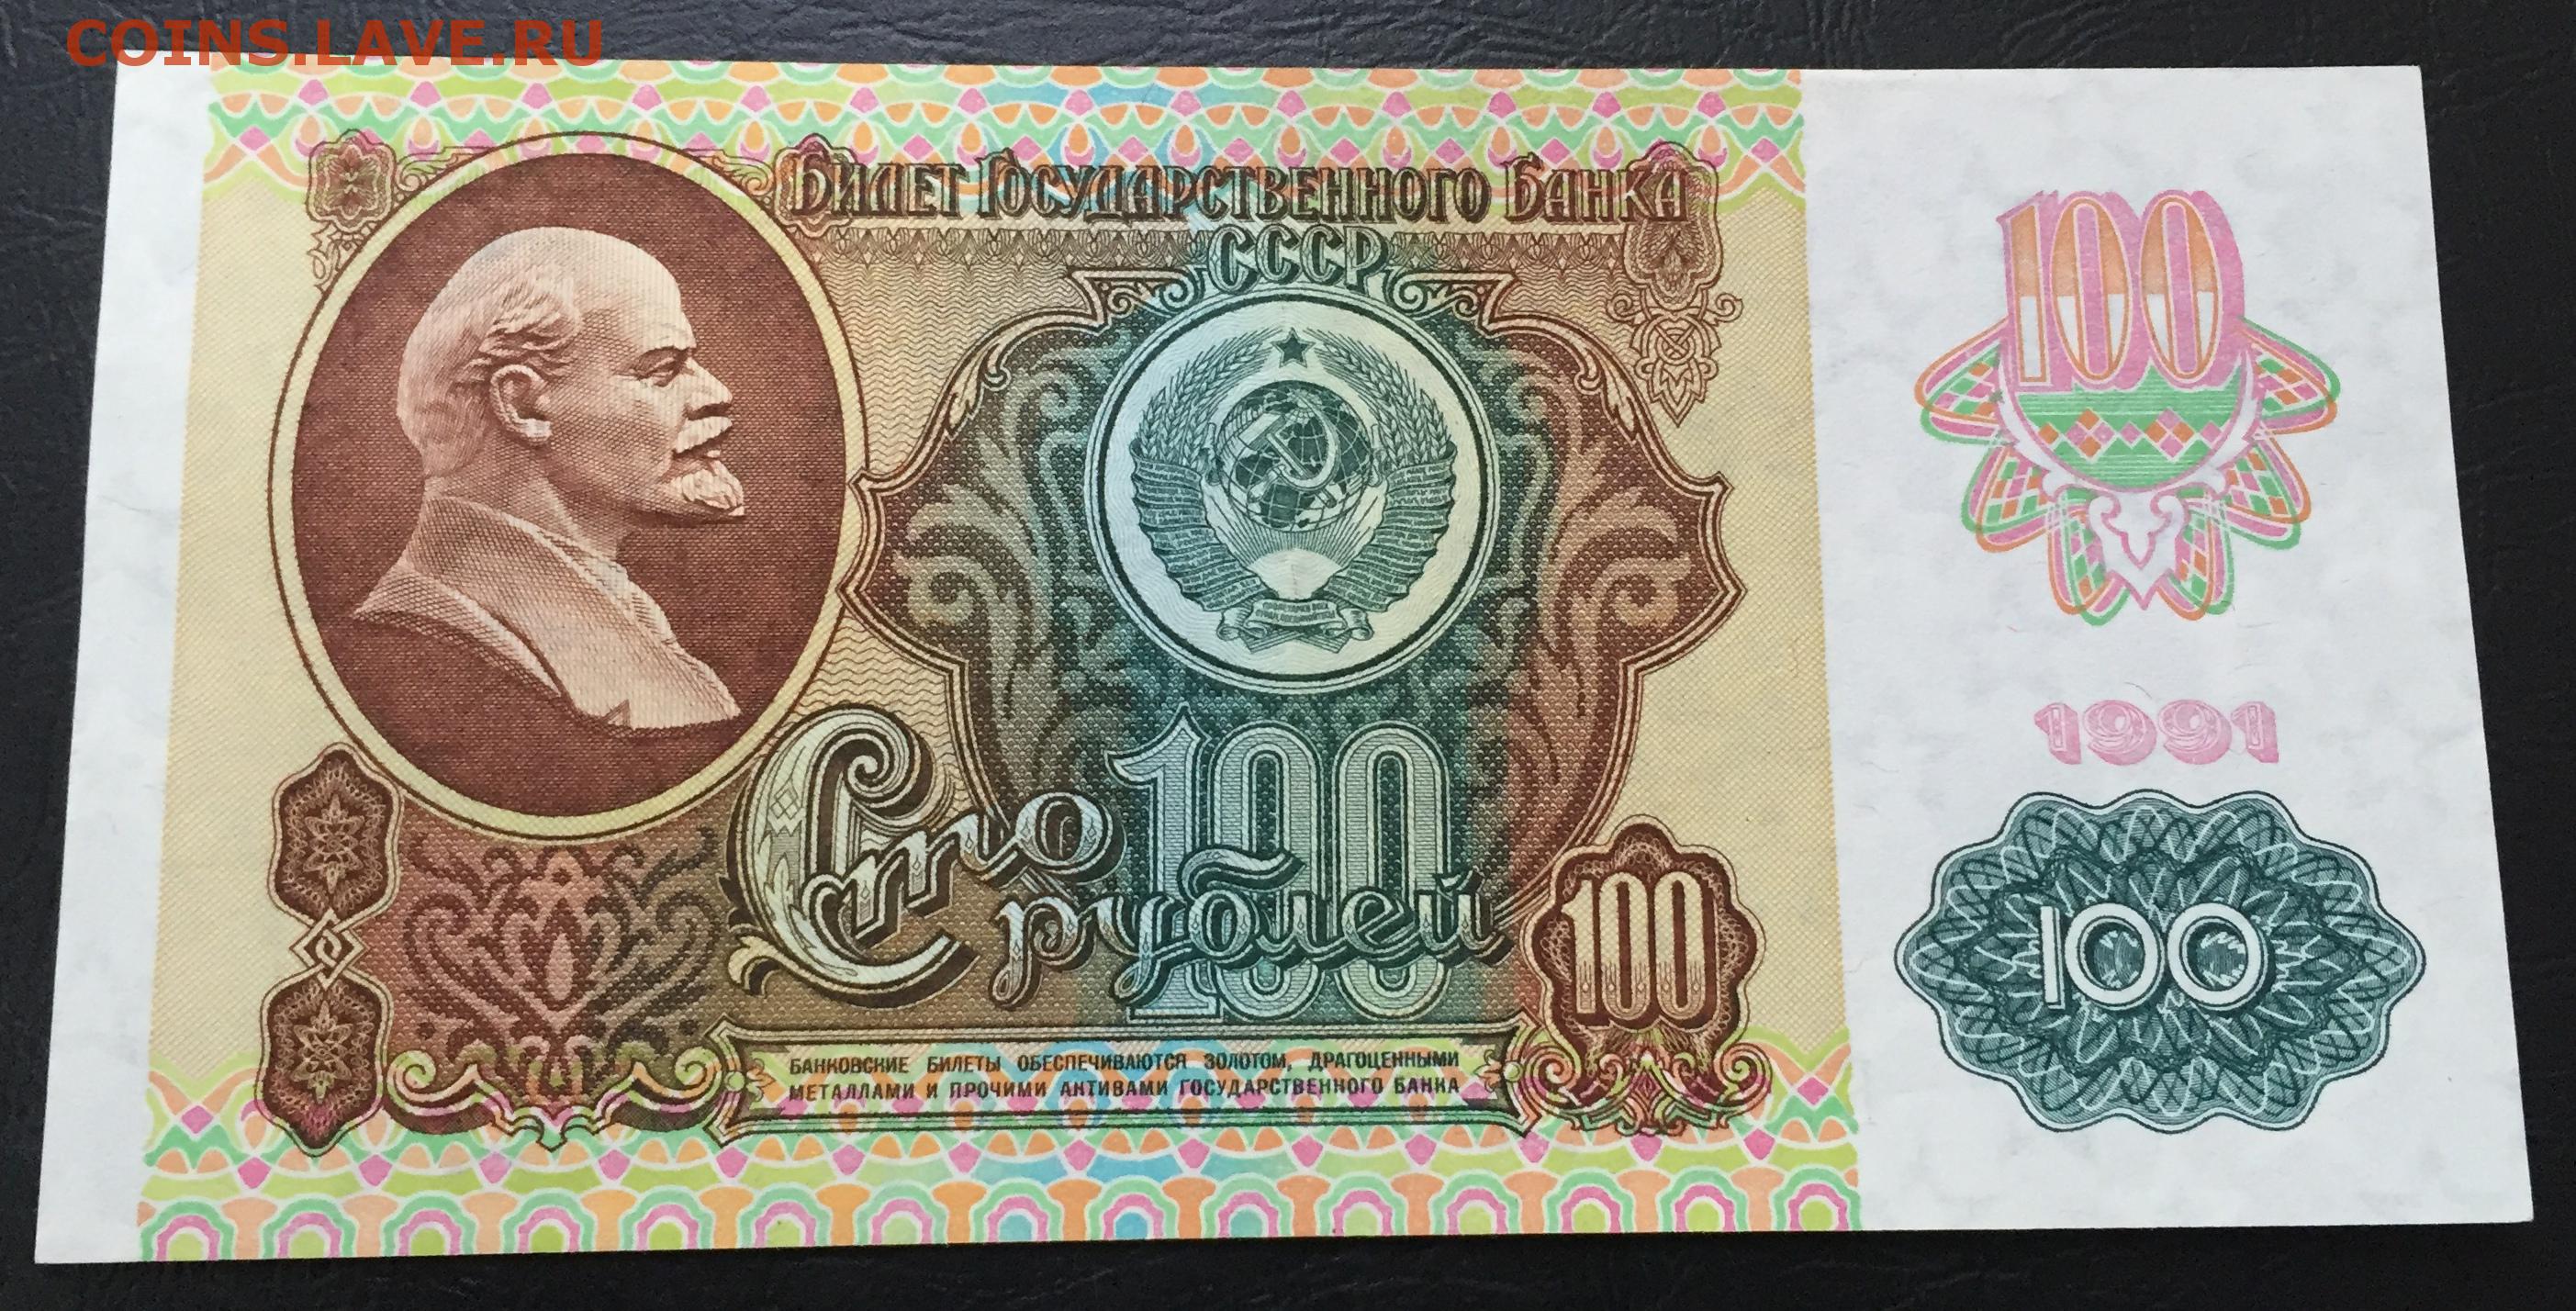 COINS.LAVE.RU
БИЛЕТ ГОСУДАРСТВЕННОГО БАНКА
СССР
100
1991
Сто
100
рублей
100
100
БАНКОВСКИЕ БИЛЕТЫ ОБЕСПЕЧИВАЮТСЯ ЗОЛОТОМ, ДРАГОЦЕННЫМИ
МЕТАЛЛАМИ И ПРОЧИМИ АКТИВАМИ ГОСУДАРСТВЕННОГО БАНКА